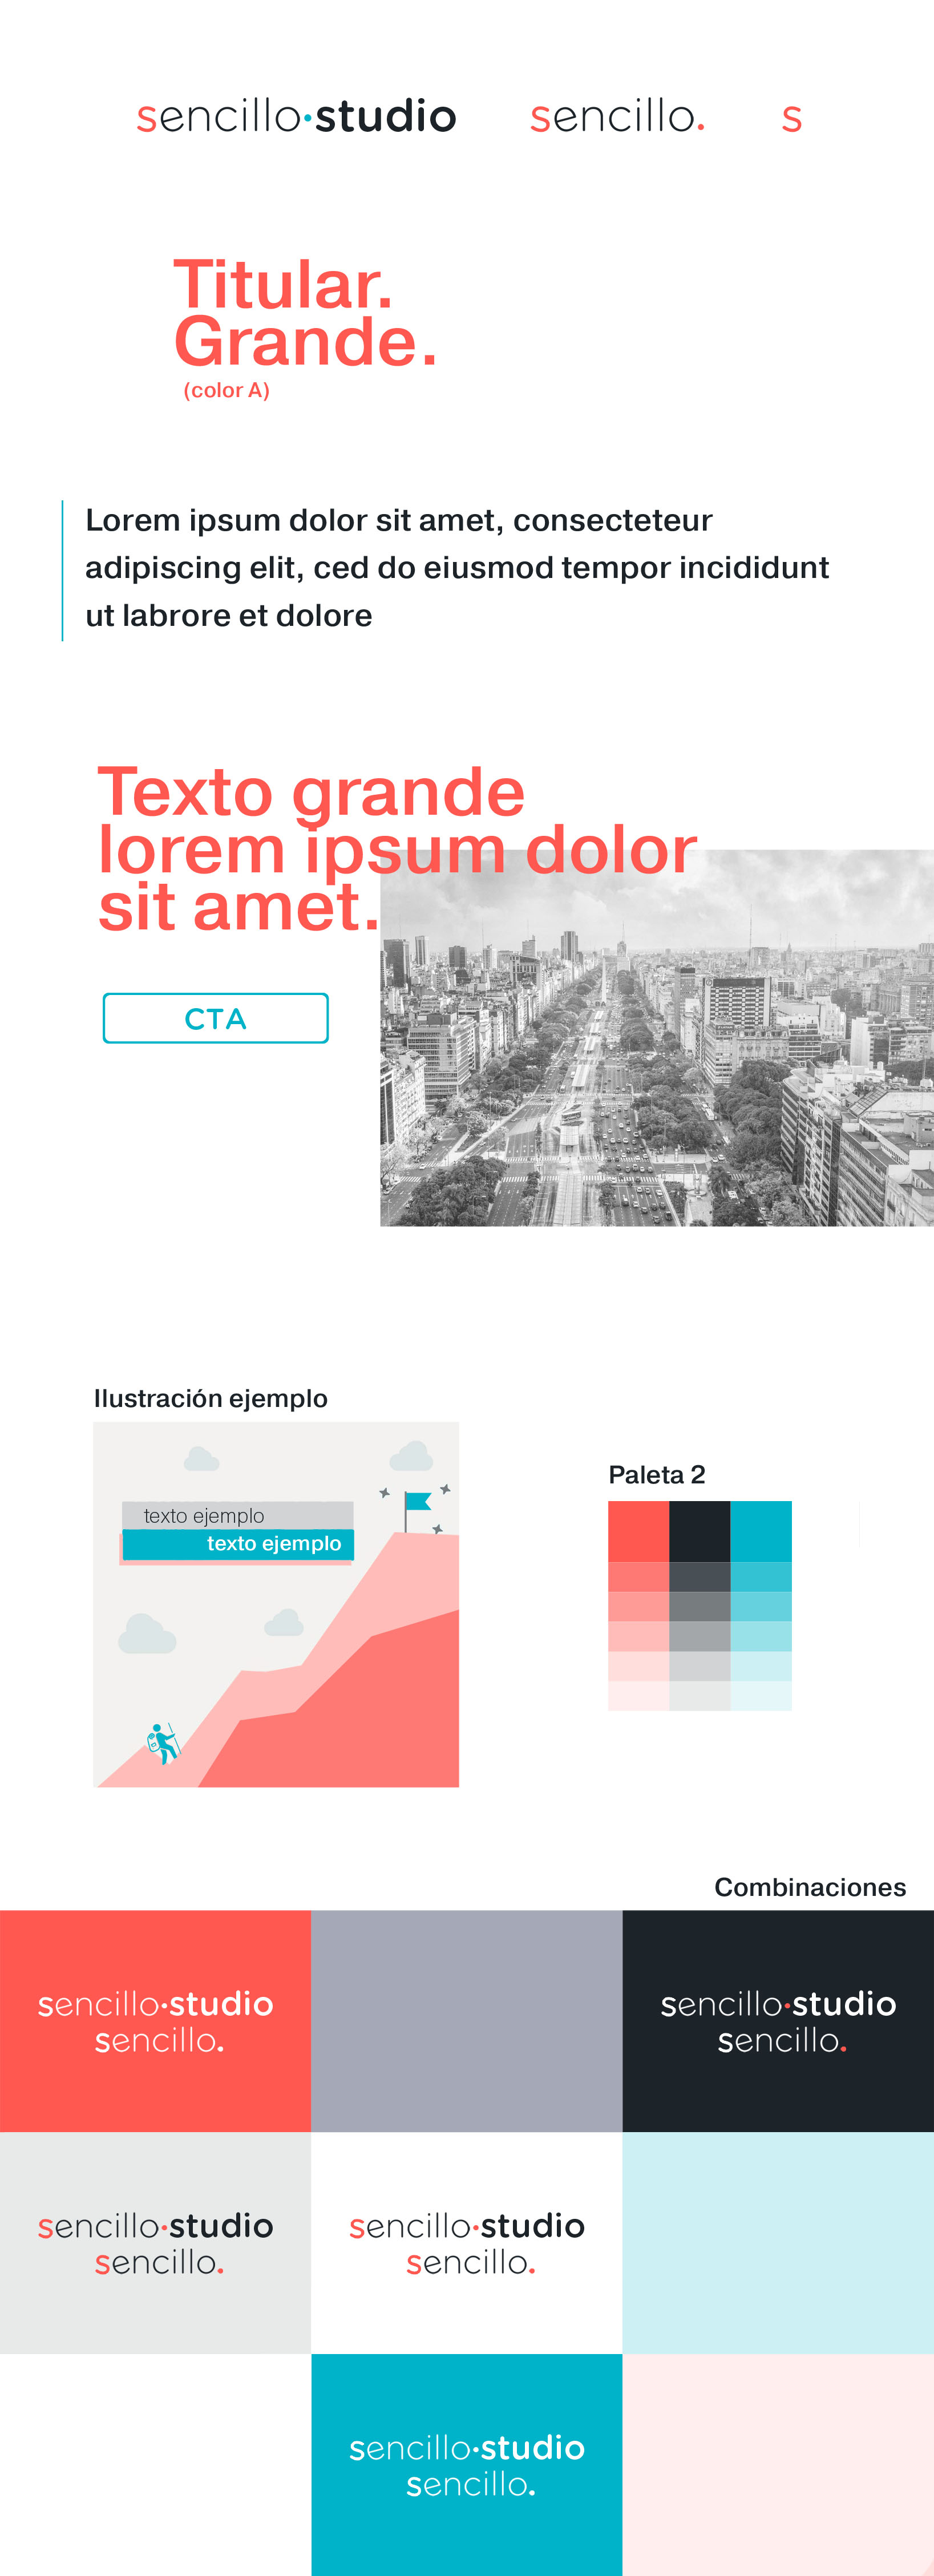 sencillo·studio sencillo. s
Titular.
Grande.
(color A)
Lorem ipsum dolor sit amet, consecteteur
adipiscing elit, ced do eiusmod tempor incididunt
ut labrore et dolore
Texto grande
lorem ipsum dolor
sit amet.
CTA
Ilustración ejemplo
texto ejemplo
texto ejemplo
Paleta 2
Combinaciones
sencillo·studio
sencillo.
sencillo·studio
sencillo.
sencillo·studio
sencillo.
sencillo·studio
sencillo.
sencillo·studio
sencillo.